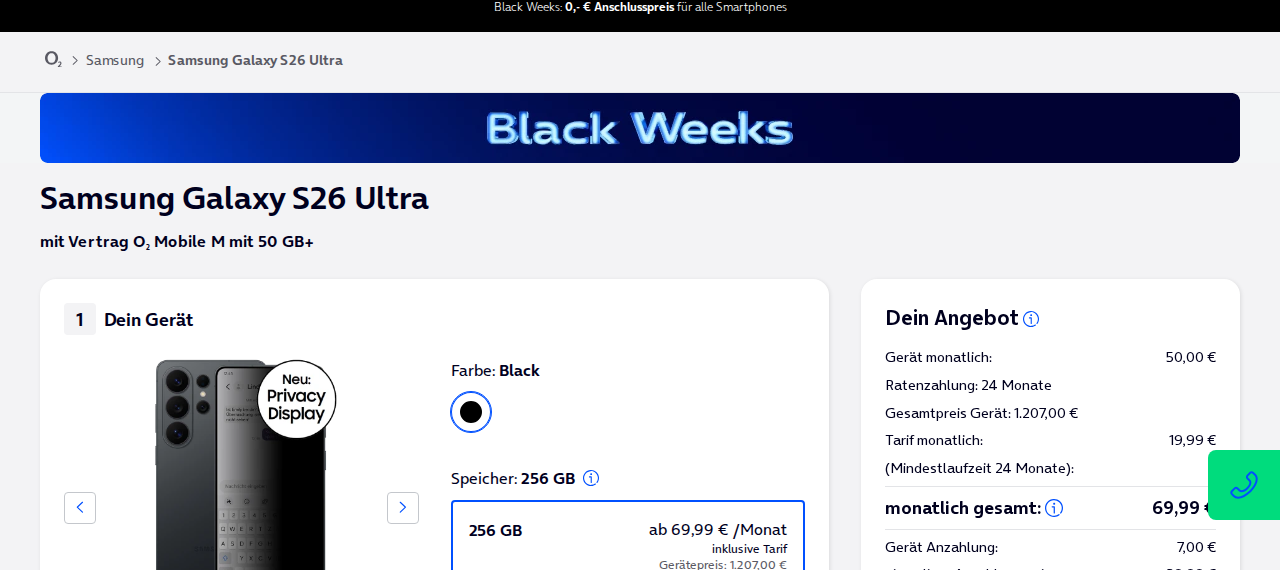 Black Weeks: 0,- € Anschlusspreis für alle Smartphones
O₂ > Samsung > Samsung Galaxy S26 Ultra
Black Weeks
Samsung Galaxy S26 Ultra
mit Vertrag O₂ Mobile M mit 50 GB+
1 Dein Gerät
Neu:
Privacy
Display
Farbe: Black
Speicher: 256 GB
256 GB
ab 69,99 € /Monat
inklusive Tarif
Gerätepreis: 1.207,00 €
Dein Angebot
Gerät monatlich: 50,00 €
Ratenzahlung: 24 Monate
Gesamtpreis Gerät: 1.207,00 €
Tarif monatlich: 19,99 €
(Mindestlaufzeit 24 Monate):
monatlich gesamt: 69,99 €
Gerät Anzahlung: 7,00 €